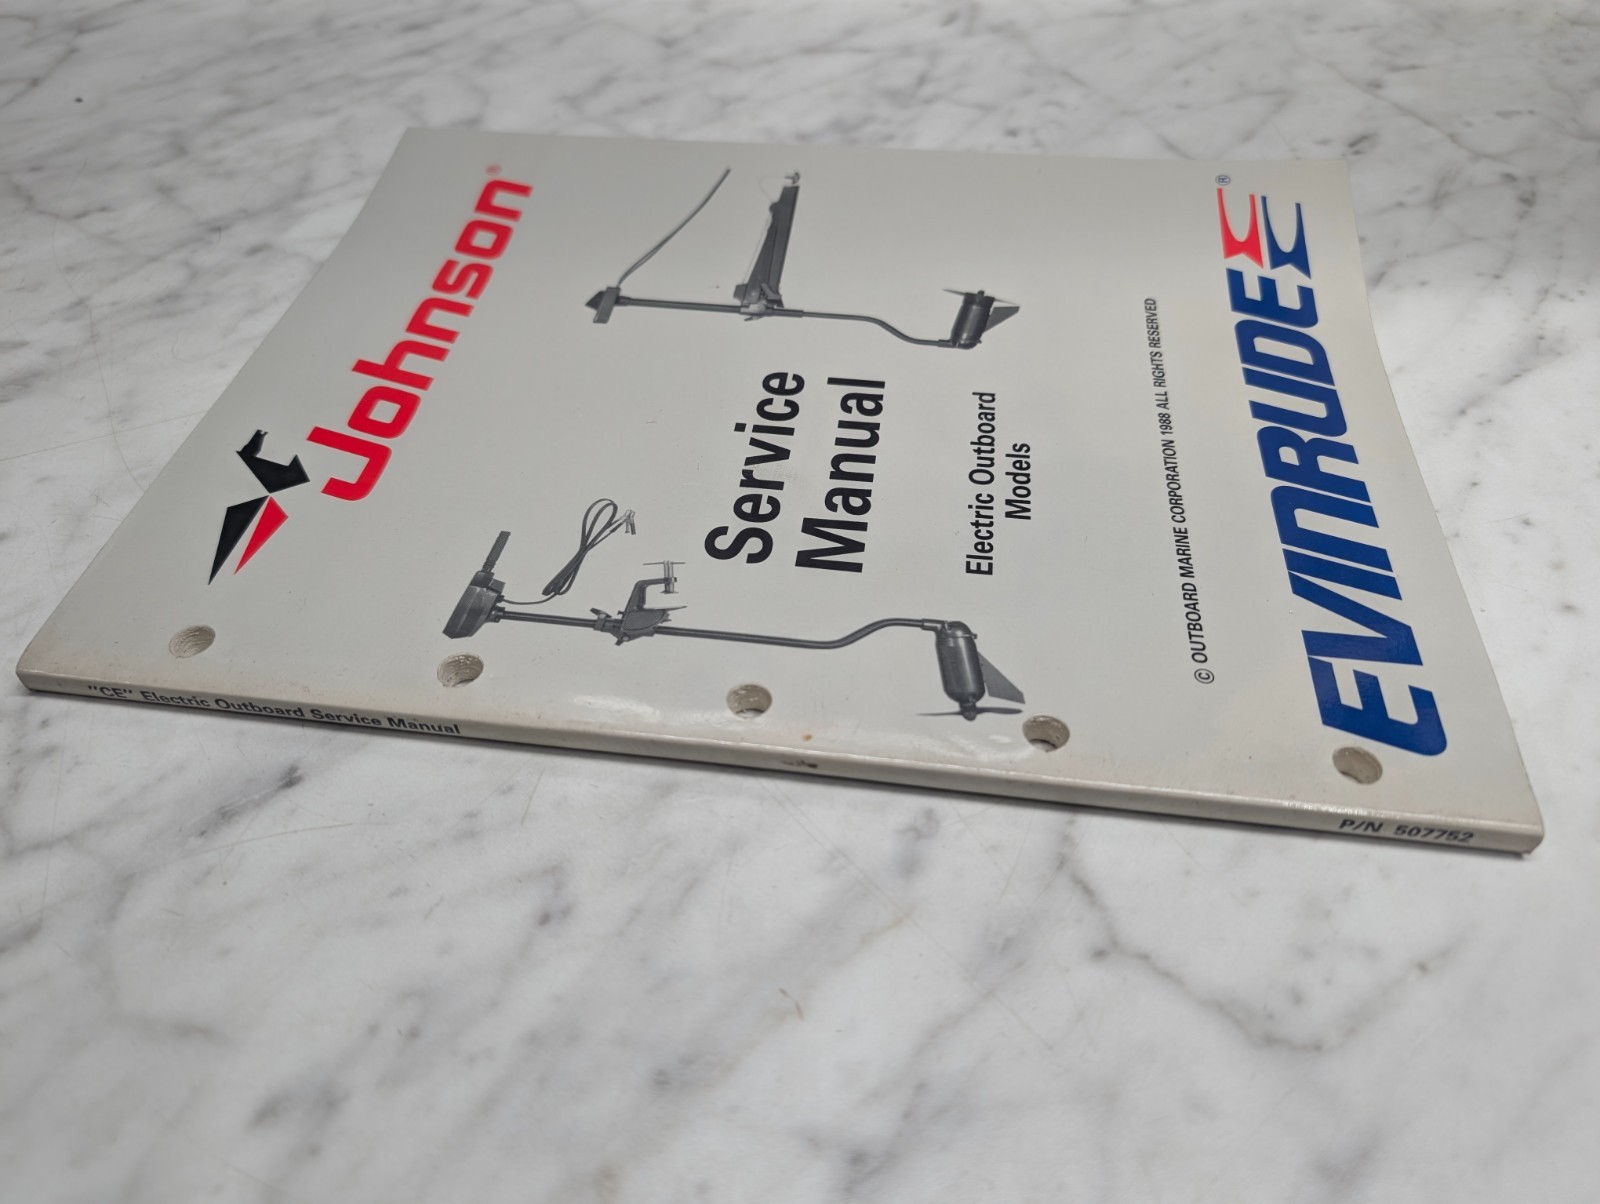 Johnson®
Service
Manual
Electric Outboard
Models
© OUTBOARD MARINE CORPORATION 1988 ALL RIGHTS RESERVED
EVINRUDE®
"CE" Electric Outboard Service Manual
P/N 507752